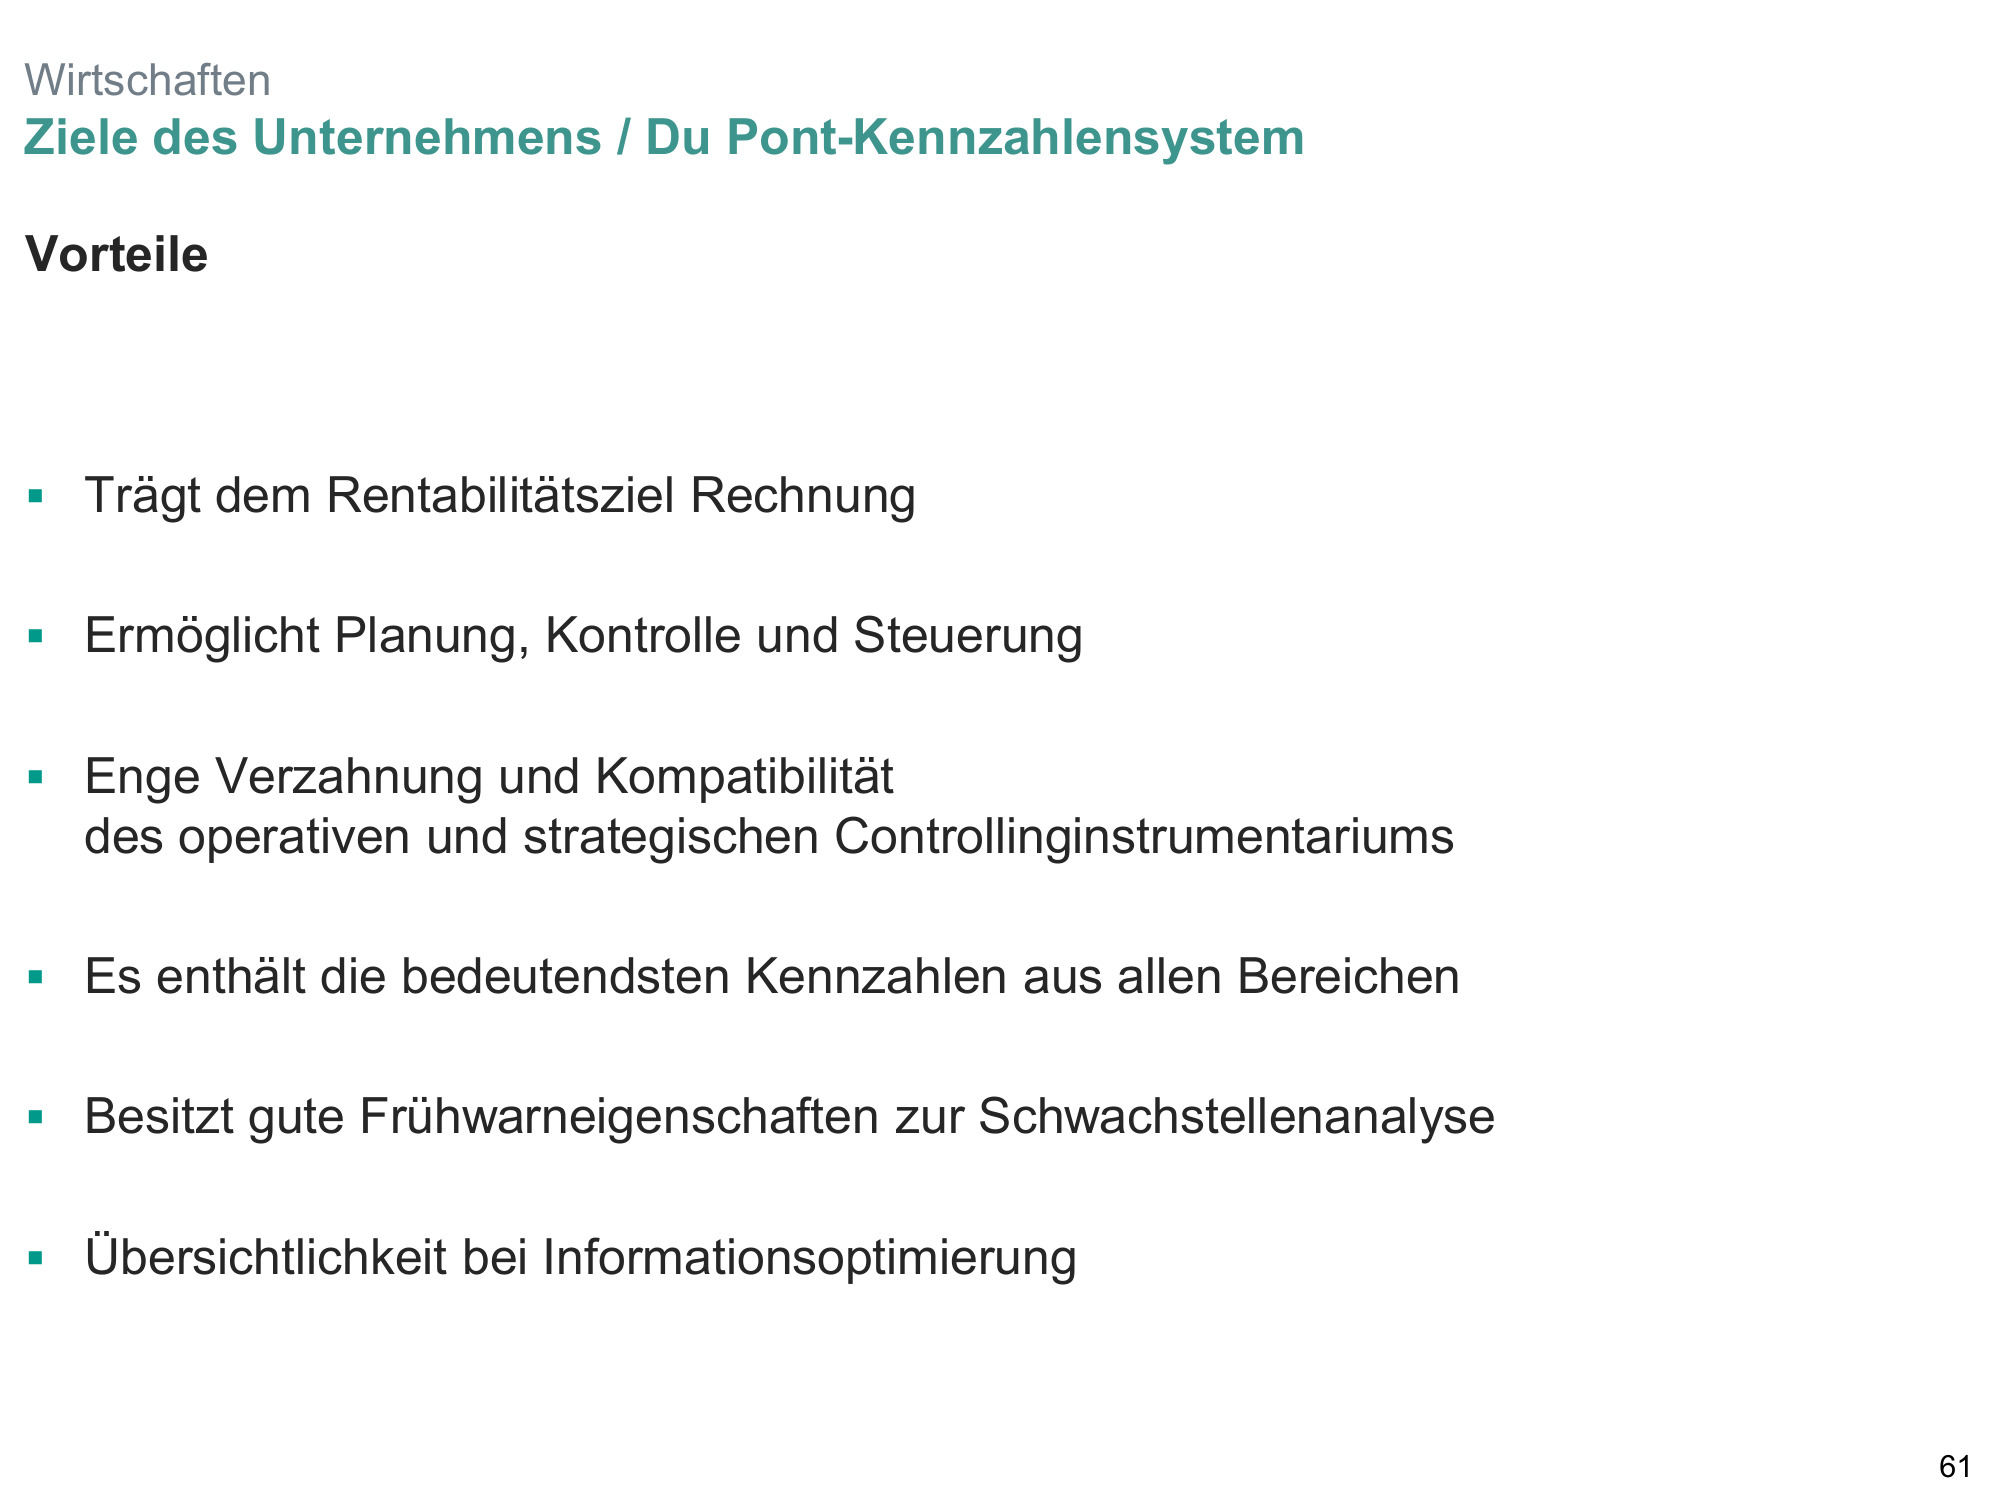 Wirtschaften
Ziele des Unternehmens / Du Pont-Kennzahlensystem
Vorteile
▪ Trägt dem Rentabilitätsziel Rechnung
▪ Ermöglicht Planung, Kontrolle und Steuerung
▪ Enge Verzahnung und Kompatibilität
des operativen und strategischen Controllinginstrumentariums
▪ Es enthält die bedeutendsten Kennzahlen aus allen Bereichen
▪ Besitzt gute Frühwarneigenschaften zur Schwachstellenanalyse
▪ Übersichtlichkeit bei Informationsoptimierung
61